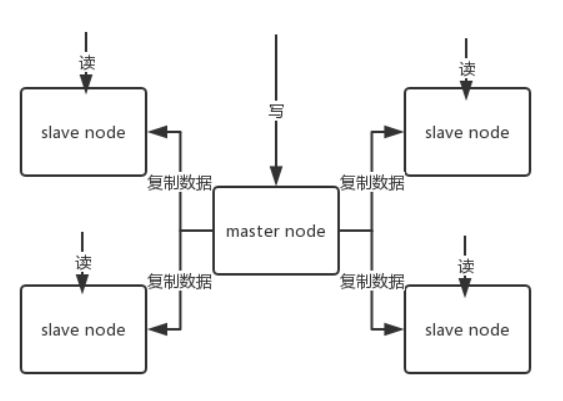 读
读
slave node
写
slave node
复制数据
复制数据
master node
读
复制数据
复制数据
读
slave node
slave node